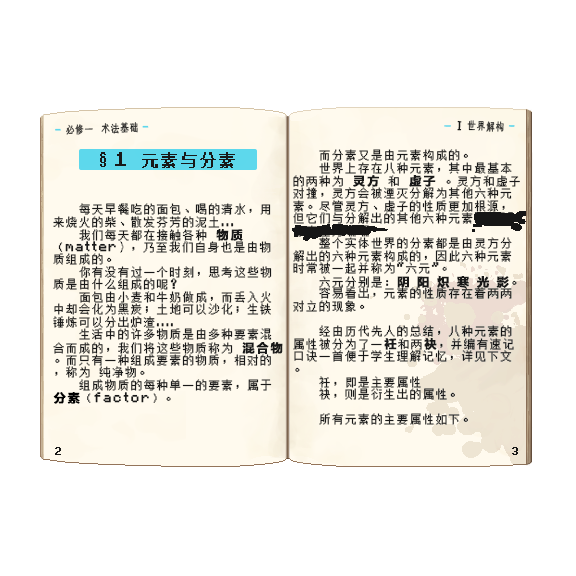 必修一 术法基础
§1 元素与分素
每天早餐吃的面包、喝的清水，用
来烧火的柴、散发芬芳的泥土...
我们每天都在接触各种 物质
（matter），乃至我们自身也是由物
质组成的。
你有没有过一个时刻，思考这些物
质是由什么组成的呢？
面包由小麦和牛奶做成，而丢入火
中却会化为黑炭；土地可以沙化；生铁
锤炼可以分出炉渣....
生活中的许多物质是由多种要素混
合而成的，我们将这些物质称为 混合物
。而只有一种组成要素的物质，相对的
，称为 纯净物。
组成物质的每种单一的要素，属于
分素（factor）。
2
I 世界解构
而分素又是由元素构成的。
世界上存在八种元素，其中最基本
的两种为 灵方 和 虚子 。灵方和虚子
对撞，灵方会被湮灭分解为其他六种元
素。尽管灵方、虚子的性质更加根源，
但它们与分解出的其他六种元素
整个实体世界的分素都是由灵方分
解出的六种元素构成的，因此六种元素
时常被一起并称为“六元”。
六元分别是：阴 阳 炽 寒 光 影。
容易看出，元素的性质存在着两两
对立的现象。
经由历代先人的总结，八种元素的
属性被分为了一衽和两袂，并编有速记
口诀一首便于学生理解记忆，详见下文
。
衽，即是主要属性
袂，则是衍生出的属性。
所有元素的主要属性如下。
3